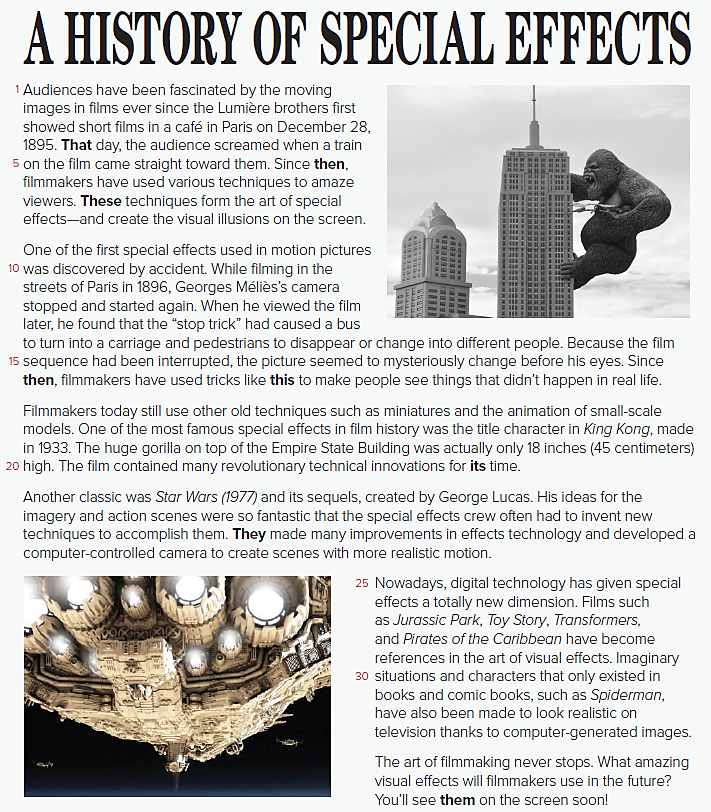 A HISTORY OF SPECIAL EFFECTS
1 Audiences have been fascinated by the moving
images in films ever since the Lumière brothers first
showed short films in a café in Paris on December 28,
1895. That day, the audience screamed when a train
5 on the film came straight toward them. Since then,
filmmakers have used various techniques to amaze
viewers. These techniques form the art of special
effects—and create the visual illusions on the screen.
One of the first special effects used in motion pictures
10 was discovered by accident. While filming in the
streets of Paris in 1896, Georges Méliès's camera
stopped and started again. When he viewed the film
later, he found that the “stop trick” had caused a bus
to turn into a carriage and pedestrians to disappear or change into different people. Because the film
15 sequence had been interrupted, the picture seemed to mysteriously change before his eyes. Since
then, filmmakers have used tricks like this to make people see things that didn't happen in real life.
Filmmakers today still use other old techniques such as miniatures and the animation of small-scale
models. One of the most famous special effects in film history was the title character in King Kong, made
in 1933. The huge gorilla on top of the Empire State Building was actually only 18 inches (45 centimeters)
20 high. The film contained many revolutionary technical innovations for its time.
Another classic was Star Wars (1977) and its sequels, created by George Lucas. His ideas for the
imagery and action scenes were so fantastic that the special effects crew often had to invent new
techniques to accomplish them. They made many improvements in effects technology and developed a
computer-controlled camera to create scenes with more realistic motion.
25 Nowadays, digital technology has given special
effects a totally new dimension. Films such
as Jurassic Park, Toy Story, Transformers,
and Pirates of the Caribbean have become
references in the art of visual effects. Imaginary
30 situations and characters that only existed in
books and comic books, such as Spiderman,
have also been made to look realistic on
television thanks to computer-generated images.
The art of filmmaking never stops. What amazing
visual effects will filmmakers use in the future?
You'll see them on the screen soon!